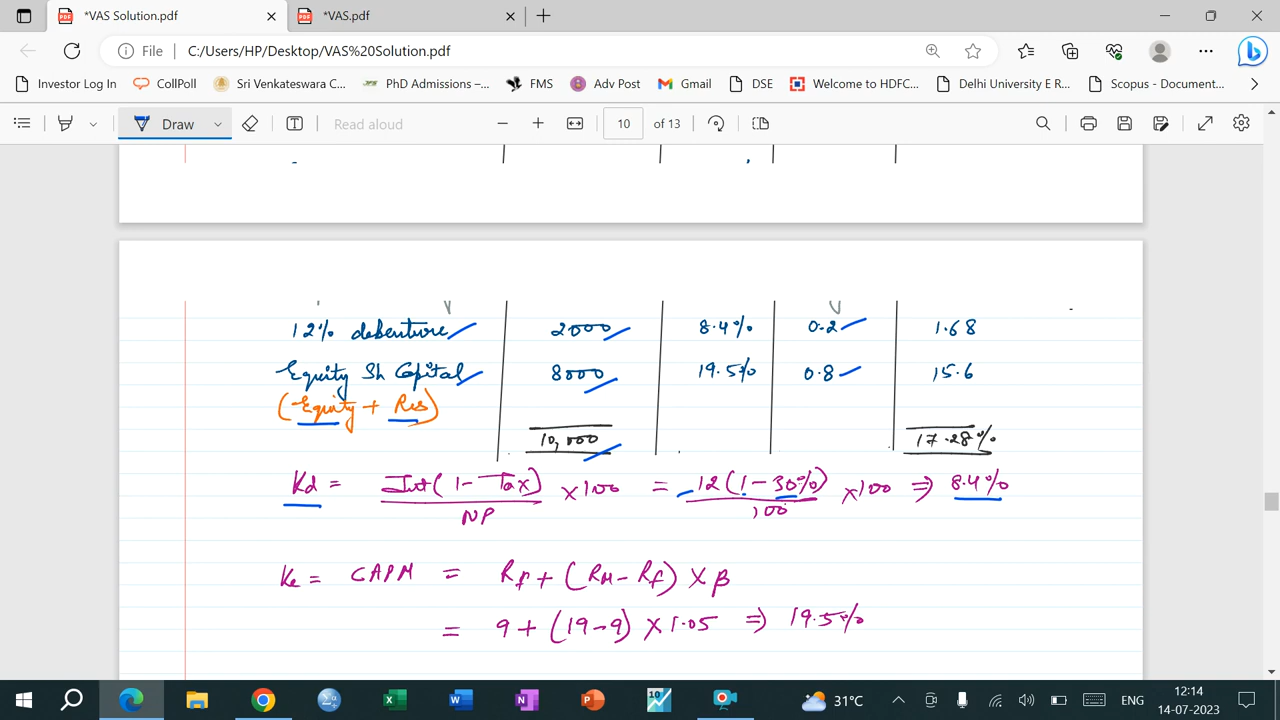 *VAS Solution.pdf
*VAS.pdf
File C:/Users/HP/Desktop/VAS%20Solution.pdf
Investor Log In CollPoll Sri Venkateswara C... PhD Admissions –... FMS Adv Post Gmail DSE Welcome to HDFC... Delhi University E R... Scopus - Document...
Draw Read aloud 10 of 13
12% debenture 2000 8.4% 0.2 1.68
Equity Sh Capital 8000 19.5% 0.8 15.6
(Equity + Res)
10,000 17.28%
Kd = Int(1-Tax) × 100 = 12(1-30%) × 100 ⇒ 8.4%
NP 100
Ke = CAPM = Rf + (RM - Rf) × β
= 9 + (19-9) × 1.05 ⇒ 19.5%
31°C ENG 12:14
14-07-2023